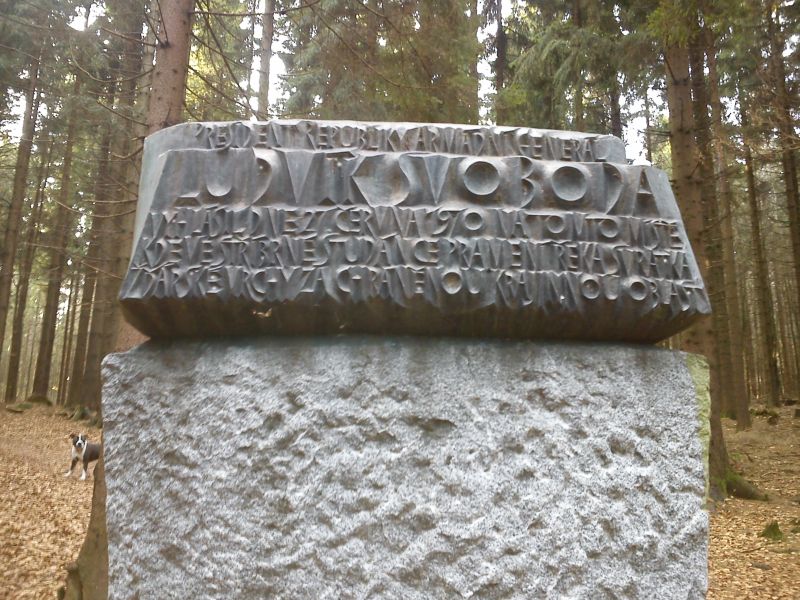 PRESIDENT REPUBLIKY ARMÁDNÍ GENERÁL
LUDVÍK SVOBODA
VYHLÁSIL DNE 27. ČERVNA 1970 NA TOMTO MÍSTĚ
KDE VE STŘÍBRNÉ STUDÁNCE PRAMENÍ ŘEKA SVRATKA
ŽĎÁRSKÉ VRCHY ZA CHRÁNĚNOU KRAJINNOU OBLAST